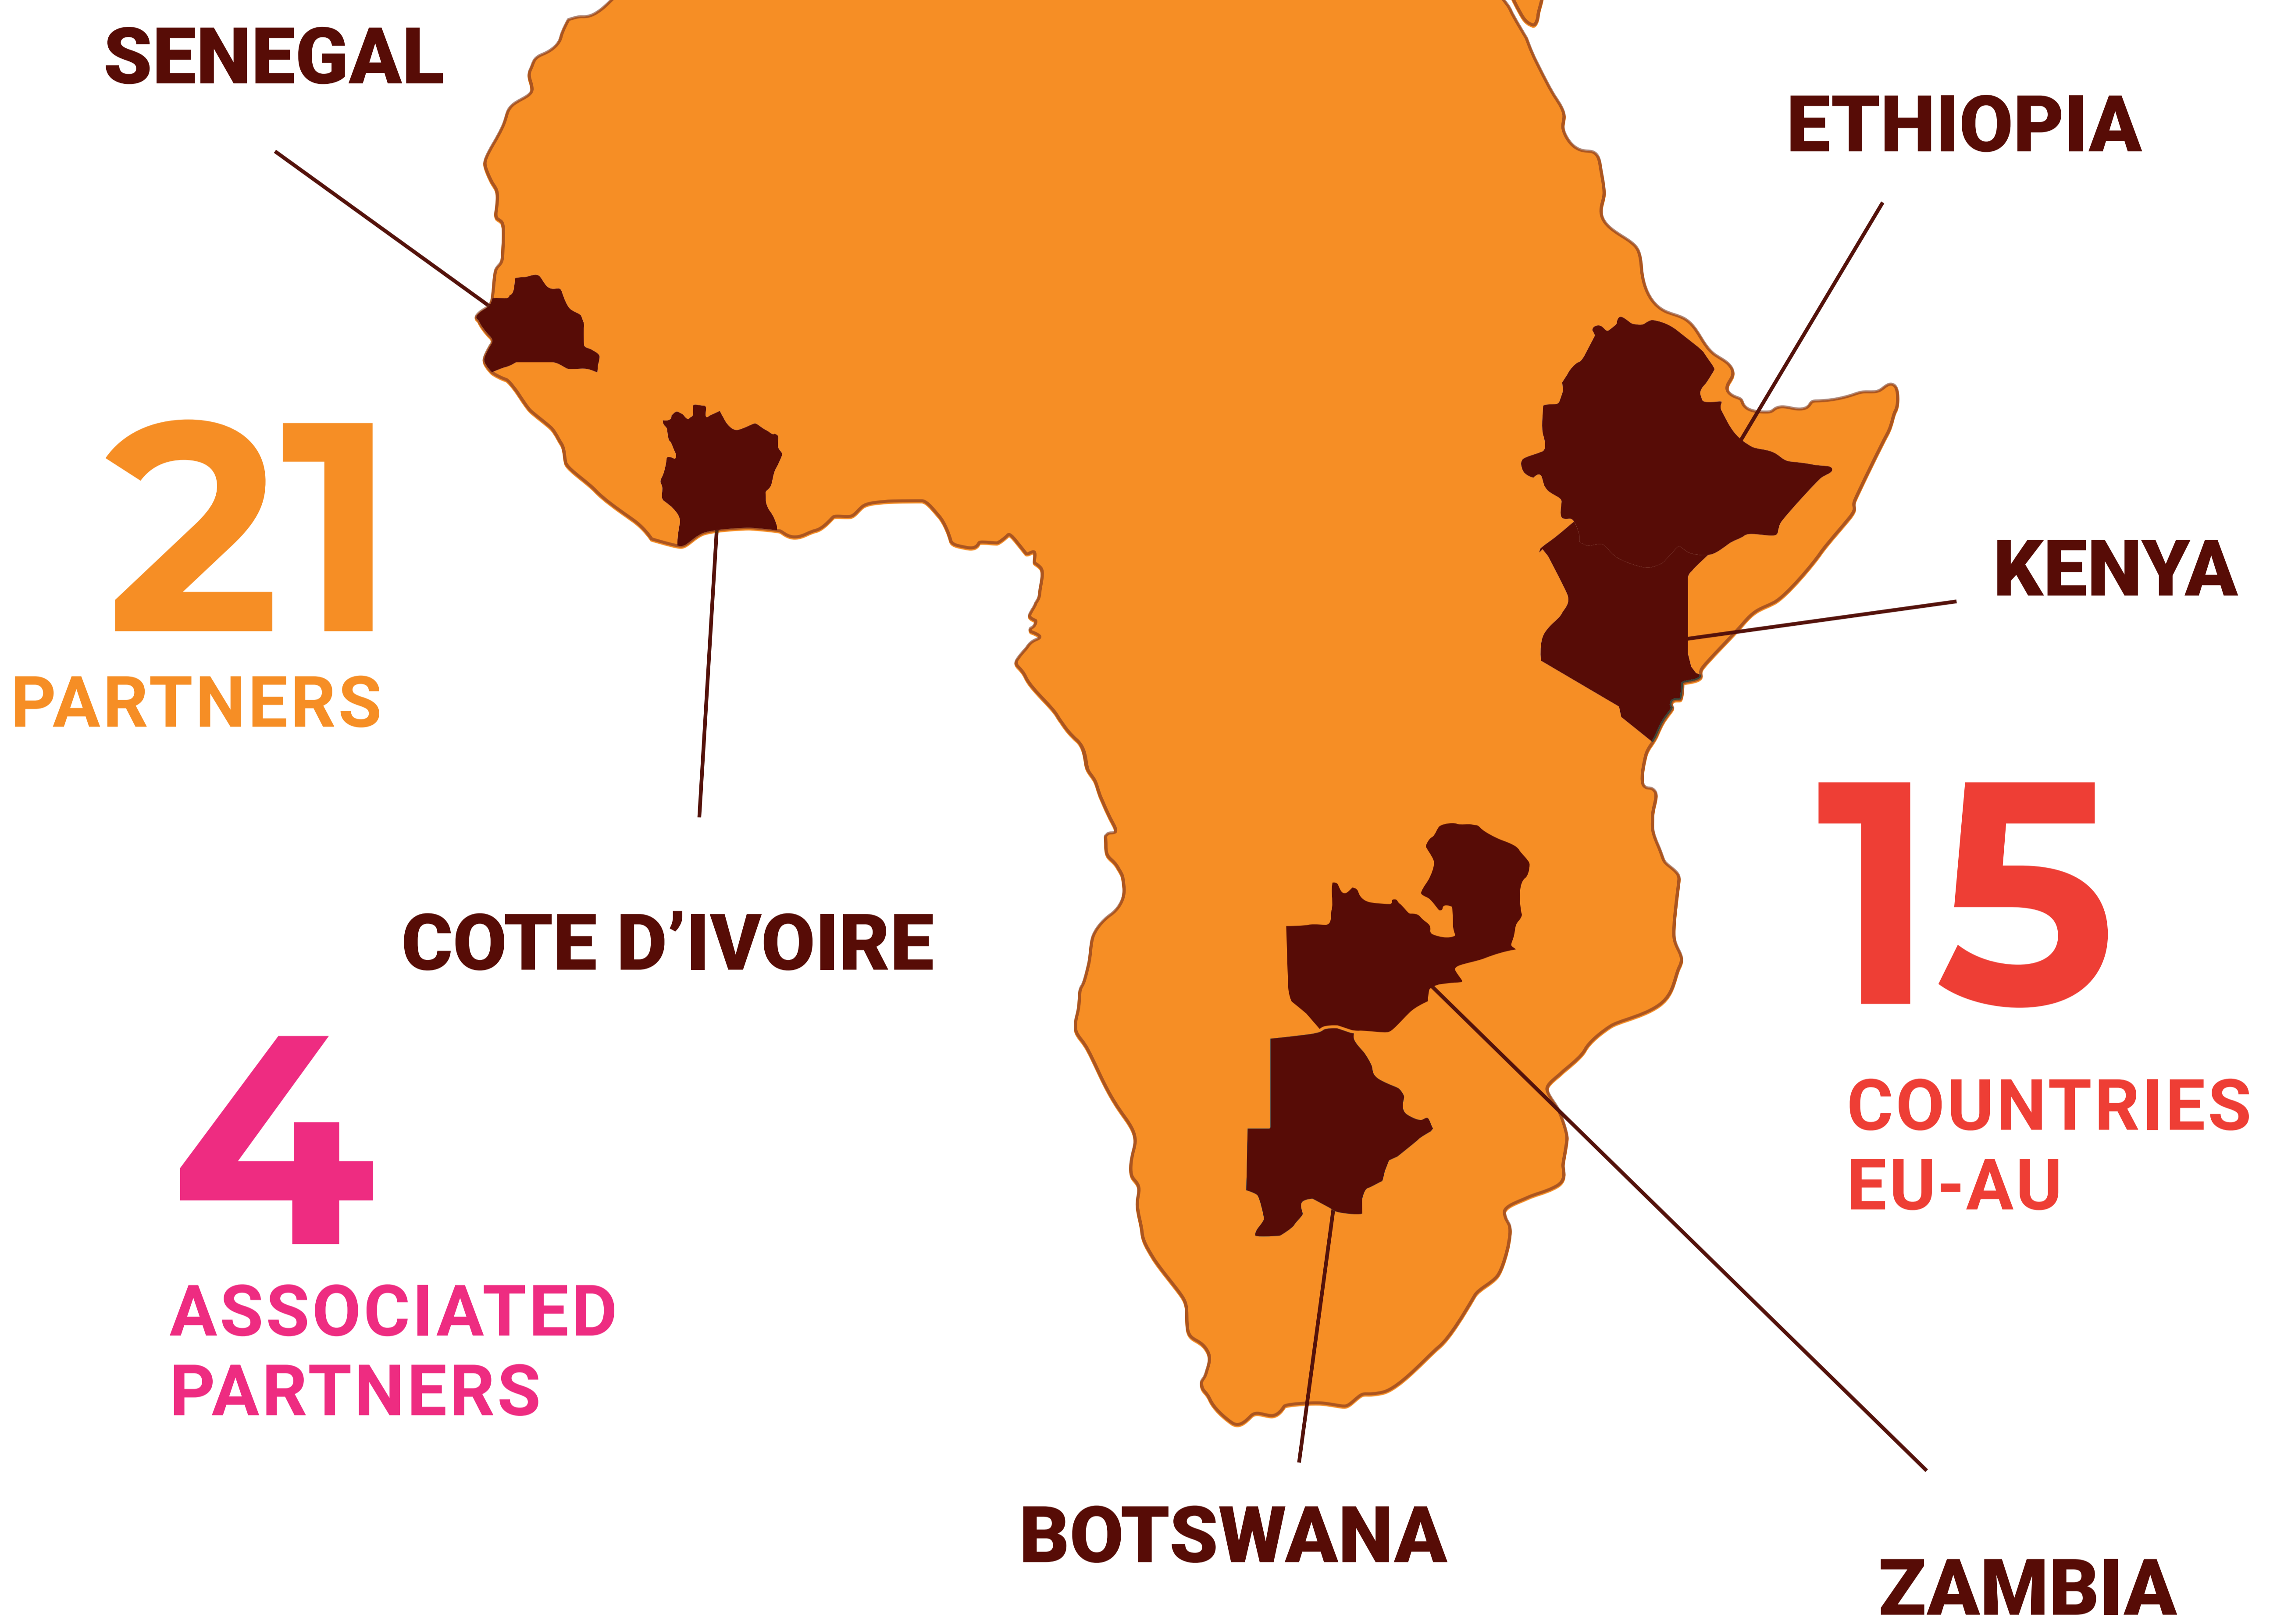 SENEGAL
ETHIOPIA
21
PARTNERS
KENYA
15
COUNTRIES
EU-AU
COTE D’IVOIRE
4
ASSOCIATED
PARTNERS
BOTSWANA
ZAMBIA